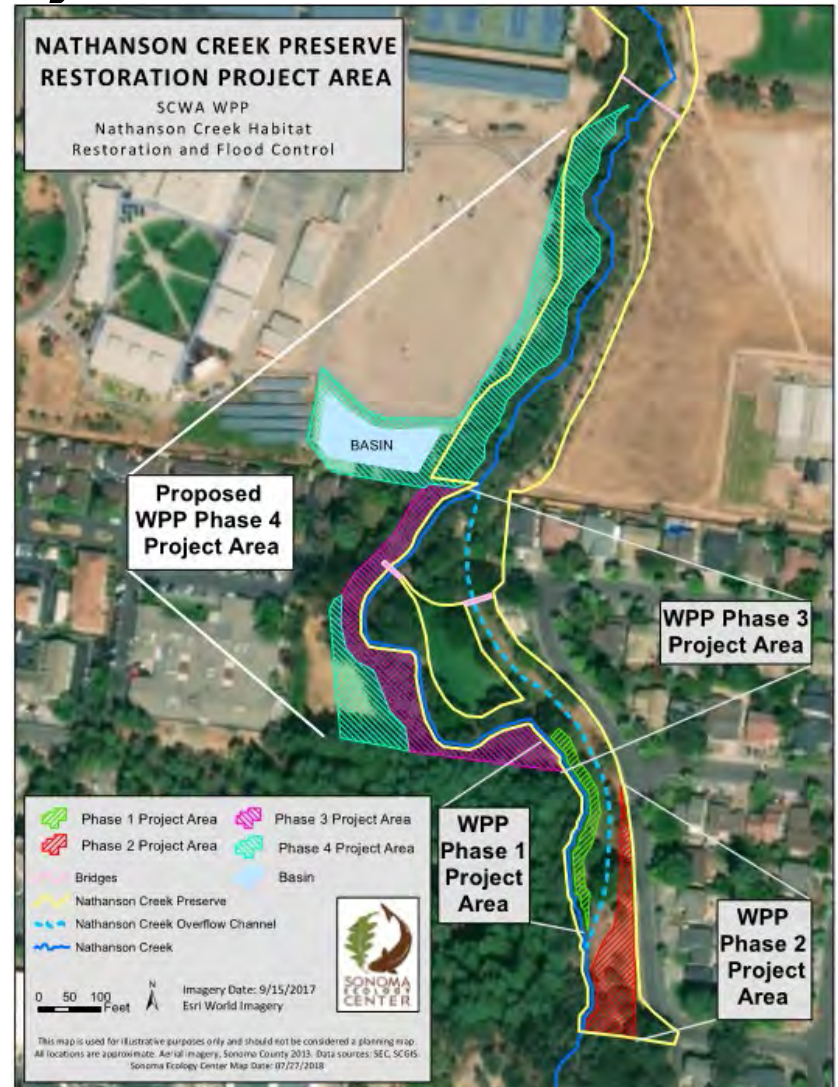 NATHANSON CREEK PRESERVE
RESTORATION PROJECT AREA
SCWA WPP
Nathanson Creek Habitat
Restoration and Flood Control
BASIN
Proposed
WPP Phase 4
Project Area
WPP Phase 3
Project Area
WPP
Phase 1
Project
Area
WPP
Phase 2
Project
Area
Phase 1 Project Area
Phase 3 Project Area
Phase 2 Project Area
Phase 4 Project Area
Bridges
Basin
Nathanson Creek Preserve
Nathanson Creek Overflow Channel
Nathanson Creek
0 50 100
Feet
N
Imagery Date: 9/15/2017
Esri World Imagery
SONOMA
ECOLOGY
CENTER
This map is used for illustrative purposes only and should not be considered a planning map.
All locations are approximate. Aerial imagery, Sonoma County 2013. Data sources: SEC, SCGIS
Sonoma Ecology Center Map Date: 07/27/2018